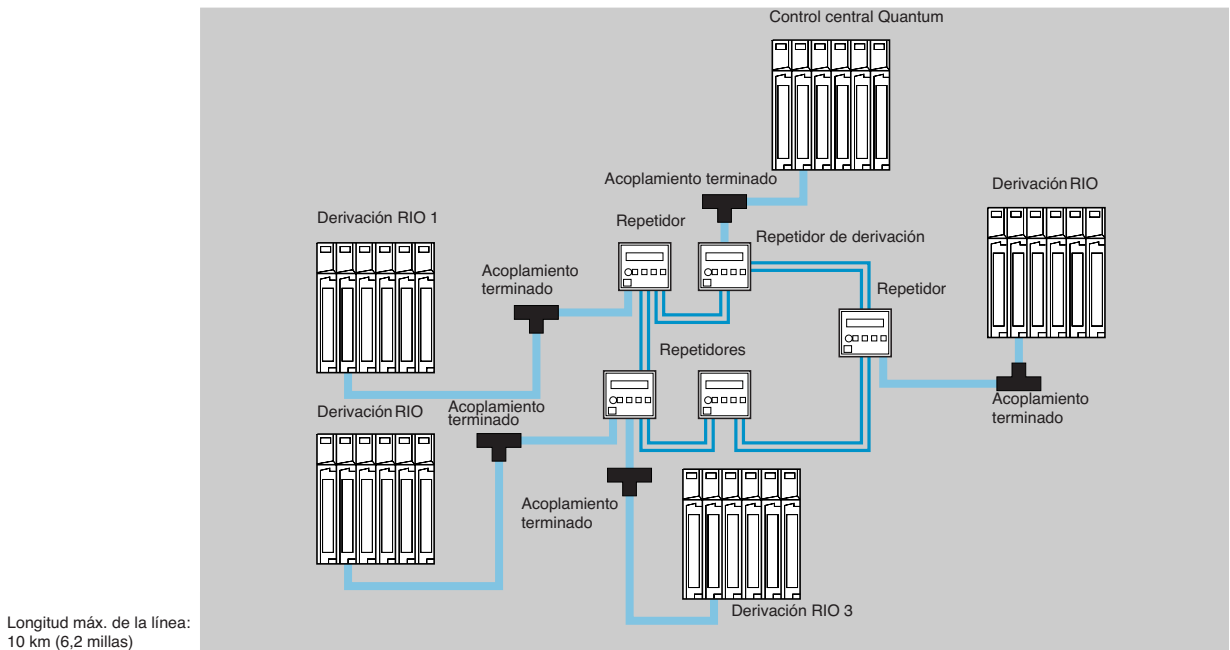 Control central Quantum
Acoplamiento terminado
Derivación RIO
Derivación RIO 1
Repetidor
Repetidor de derivación
Acoplamiento
terminado
Repetidor
Repetidores
Derivación RIO
Acoplamiento
terminado
Acoplamiento
terminado
Acoplamiento
terminado
Derivación RIO 3
Longitud máx. de la línea:
10 km (6,2 millas)